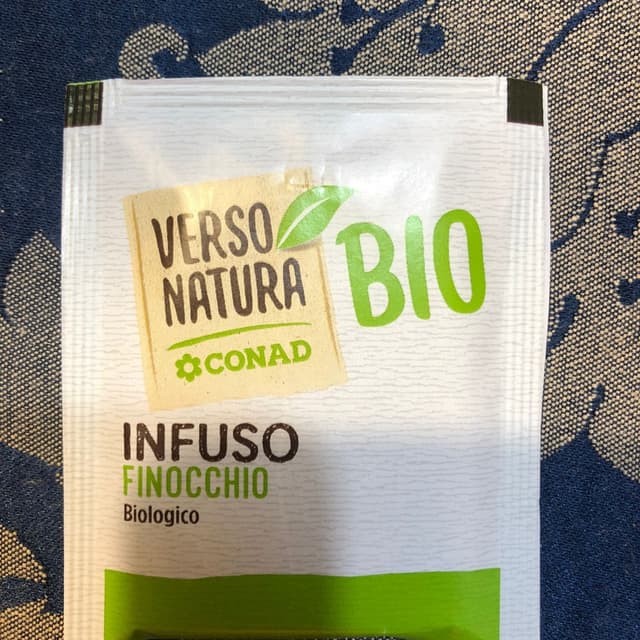 VERSO
NATURA
BIO
CONAD
INFUSO
FINOCCHIO
Biologico